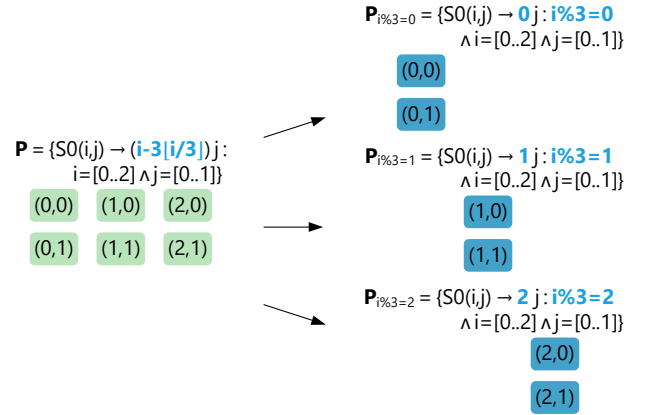 P = {S0(i,j) → (i-3⌊i/3⌋) j :
i=[0..2] ∧ j=[0..1]}
(0,0) (1,0) (2,0)
(0,1) (1,1) (2,1)
P i%3=0 = {S0(i,j) → 0 j : i%3=0
∧ i=[0..2] ∧ j=[0..1]}
(0,0)
(0,1)
P i%3=1 = {S0(i,j) → 1 j : i%3=1
∧ i=[0..2] ∧ j=[0..1]}
(1,0)
(1,1)
P i%3=2 = {S0(i,j) → 2 j : i%3=2
∧ i=[0..2] ∧ j=[0..1]}
(2,0)
(2,1)